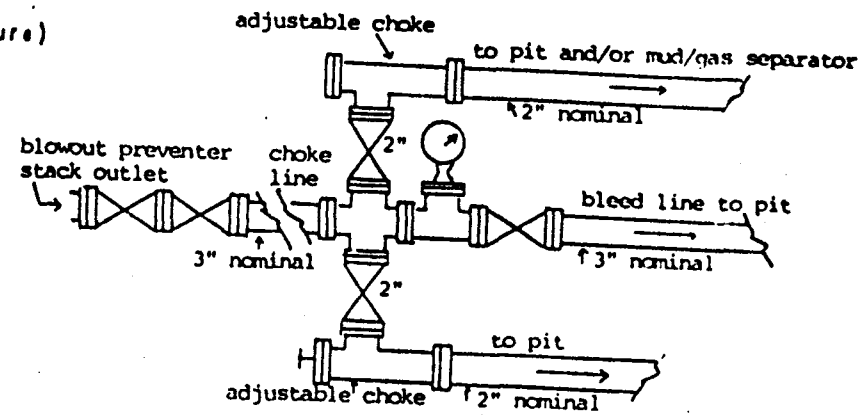 ure)
adjustable choke
to pit and/or mud/gas separator
2" nominal
2"
blowout preventer
stack outlet
choke
line
bleed line to pit
3" nominal
3" nominal
2"
to pit
adjustable choke
2" nominal